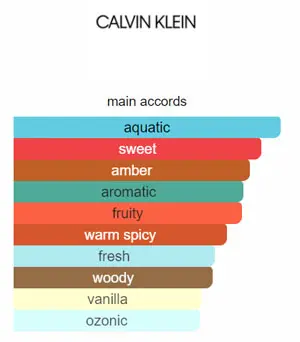 CALVIN KLEIN
main accords
aquatic
sweet
amber
aromatic
fruity
warm spicy
fresh
woody
vanilla
ozonic